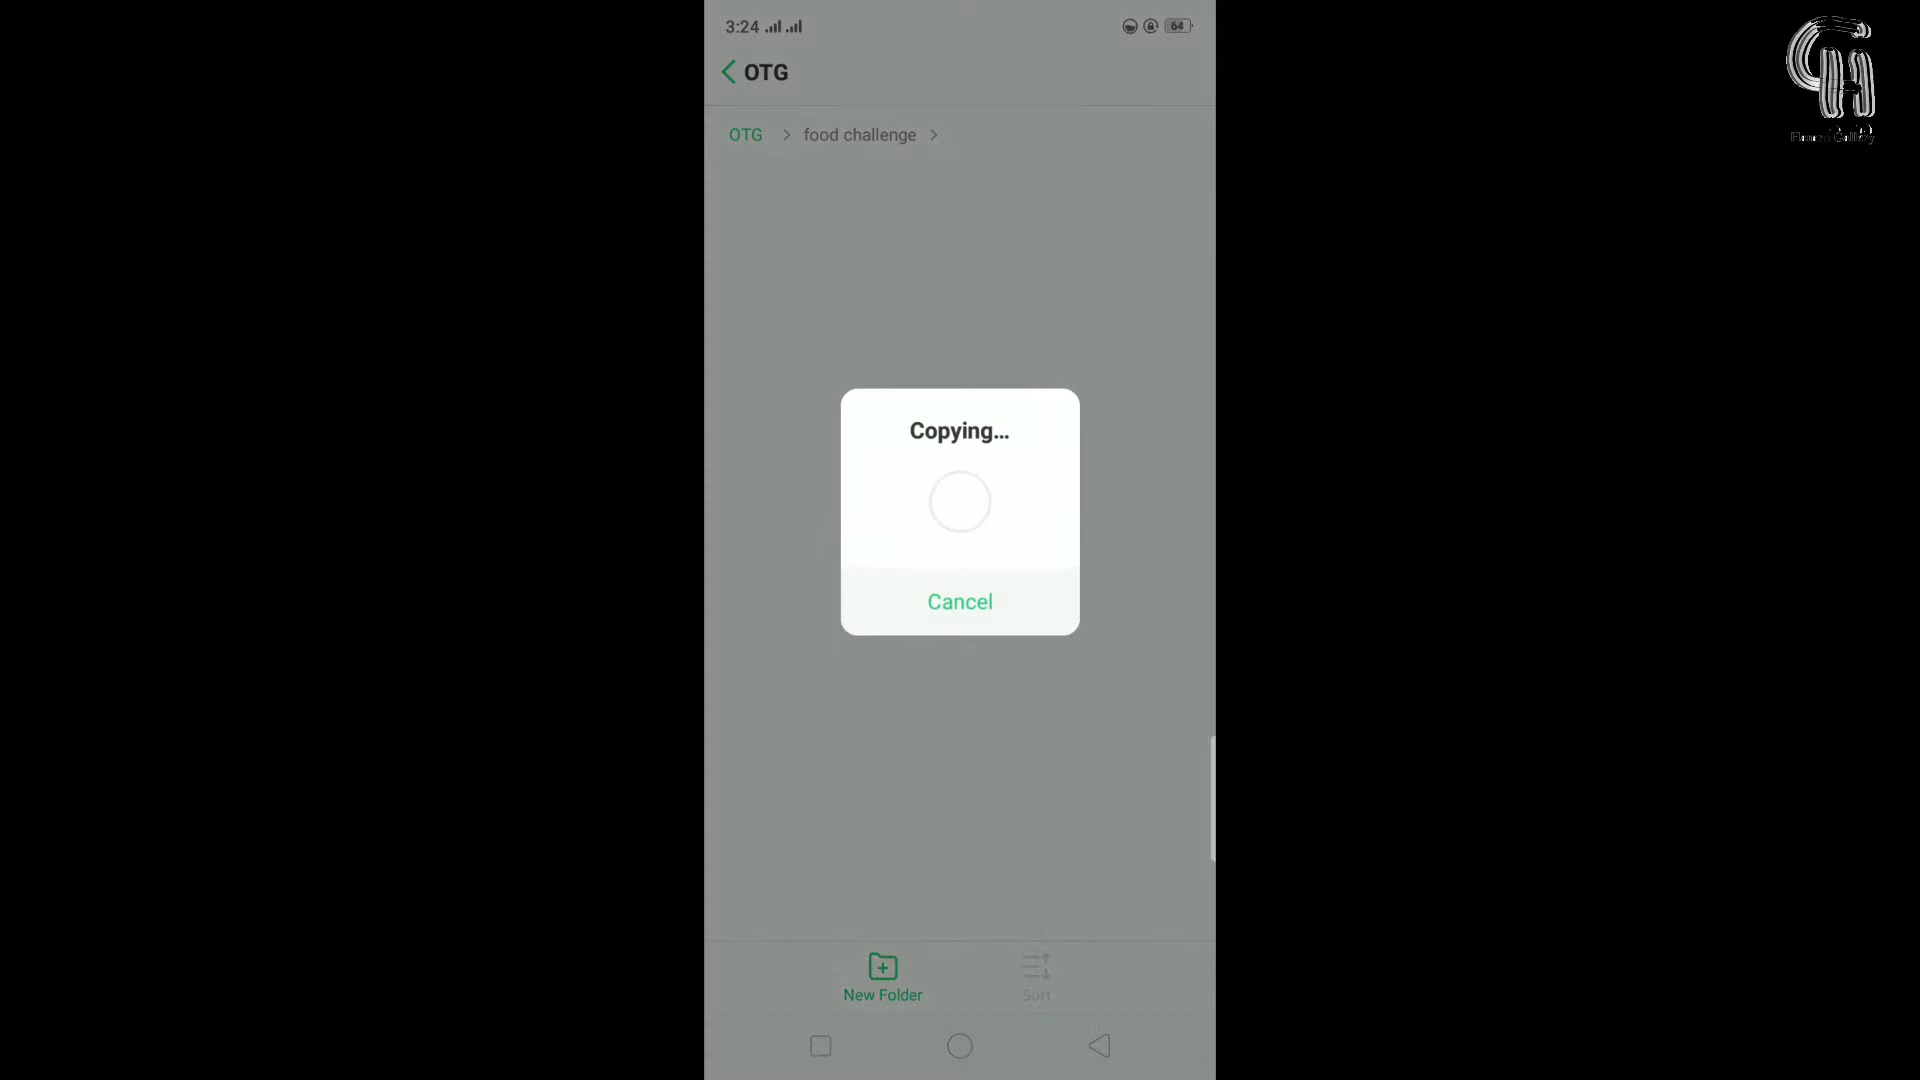 3:24
64
OTG
OTG > food challenge >
Copying...
Cancel
New Folder
Sort